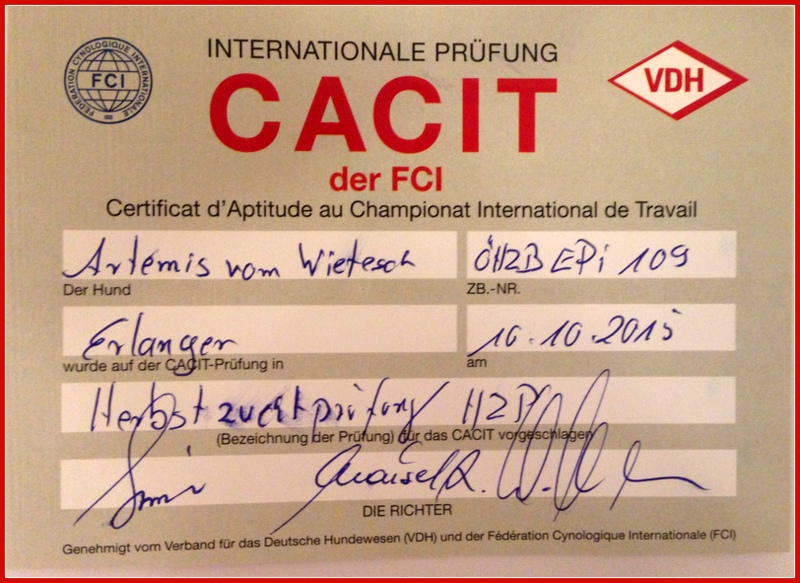 INTERNATIONALE PRÜFUNG
FÉDÉRATION CYNOLOGIQUE INTERNATIONALE
FCI
VDH
CACIT
der FCI
Certificat d'Aptitude au Championat International de Travail
Artemis vom Wietesch ÖHZB EPi 109
Der Hund ZB.-NR.
Erlangen 10.10.2015
wurde auf der CACIT-Prüfung in am
Herbstzuchtprüfung HZP
(Bezeichnung der Prüfung) für das CACIT vorgeschlagen
DIE RICHTER
Genehmigt vom Verband für das Deutsche Hundewesen (VDH) und der Fédération Cynologique Internationale (FCI)